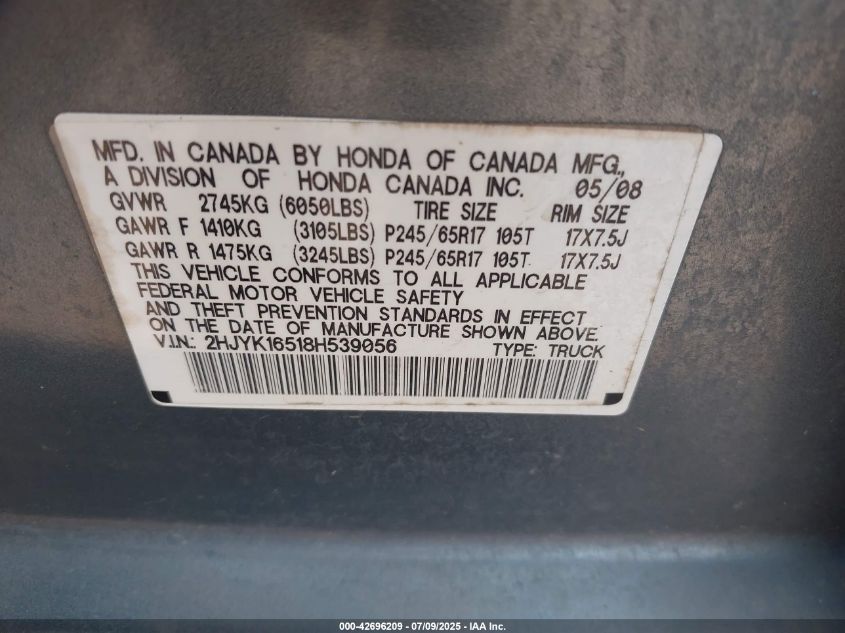 MFD. IN CANADA BY HONDA OF CANADA MFG.,
A DIVISION OF HONDA CANADA INC. 05/08
GVWR 2745KG (6050LBS) TIRE SIZE RIM SIZE
GAWR F 1410KG (3105LBS) P245/65R17 105T 17X7.5J
GAWR R 1475KG (3245LBS) P245/65R17 105T 17X7.5J
THIS VEHICLE CONFORMS TO ALL APPLICABLE
FEDERAL MOTOR VEHICLE SAFETY
AND THEFT PREVENTION STANDARDS IN EFFECT
ON THE DATE OF MANUFACTURE SHOWN ABOVE.
V.I.N.: 2HJYK16518H539056 TYPE: TRUCK
000-42696209 - 07/09/2025 - IAA Inc.